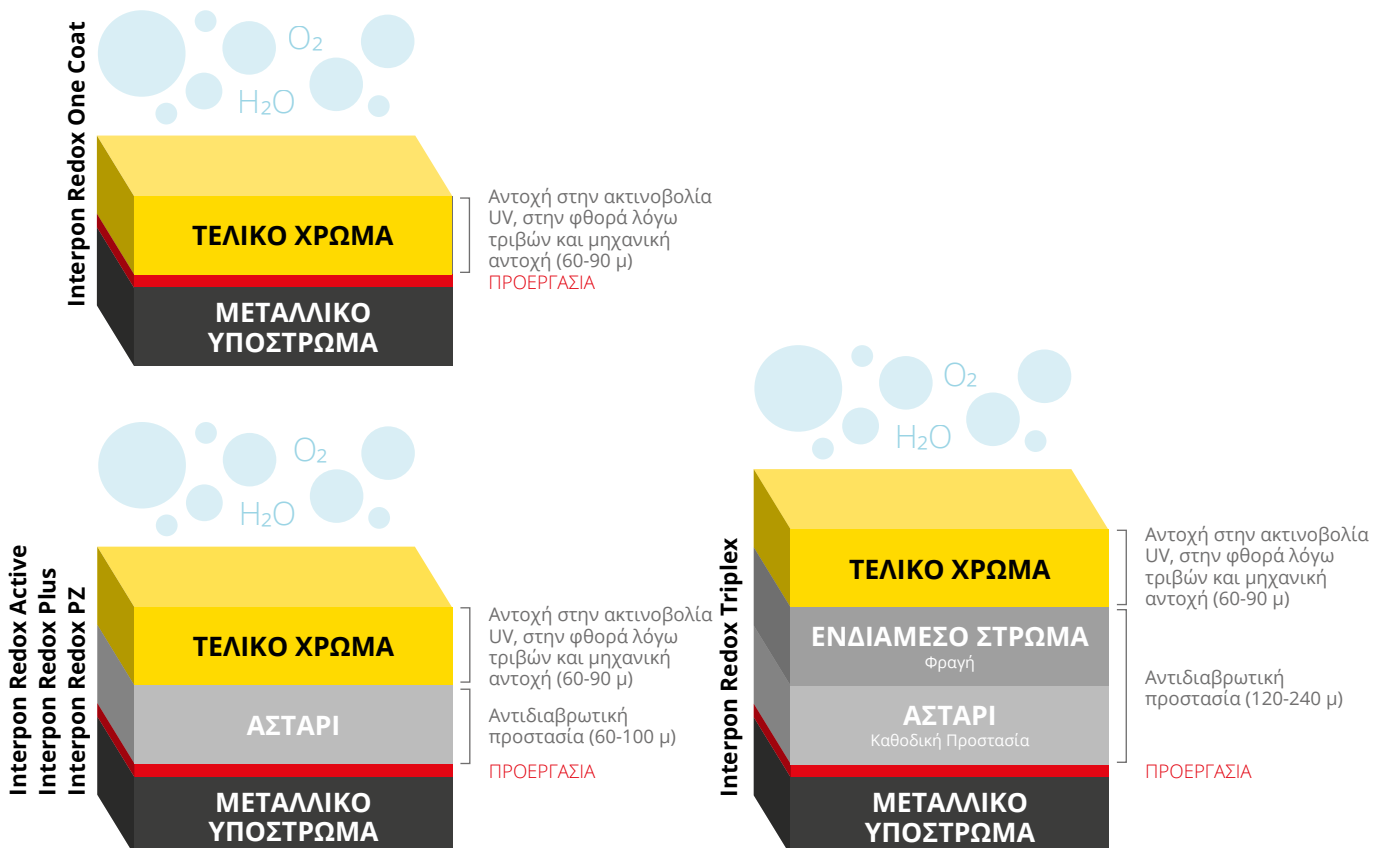 Interpon Redox One Coat
O₂
H₂O
ΤΕΛΙΚΟ ΧΡΩΜΑ
ΜΕΤΑΛΛΙΚΟ
ΥΠΟΣΤΡΩΜΑ
Αντοχή στην ακτινοβολία
UV, στην φθορά λόγω
τριβών και μηχανική
αντοχή (60-90 μ)
ΠΡΟΕΡΓΑΣΙΑ
Interpon Redox Active
Interpon Redox Plus
Interpon Redox PZ
O₂
H₂O
ΤΕΛΙΚΟ ΧΡΩΜΑ
ΑΣΤΑΡΙ
ΜΕΤΑΛΛΙΚΟ
ΥΠΟΣΤΡΩΜΑ
Αντοχή στην ακτινοβολία
UV, στην φθορά λόγω
τριβών και μηχανική
αντοχή (60-90 μ)
Αντιδιαβρωτική
προστασία (60-100 μ)
ΠΡΟΕΡΓΑΣΙΑ
Interpon Redox Triplex
O₂
H₂O
ΤΕΛΙΚΟ ΧΡΩΜΑ
ΕΝΔΙΑΜΕΣΟ ΣΤΡΩΜΑ
Φραγή
ΑΣΤΑΡΙ
Καθοδική Προστασία
ΜΕΤΑΛΛΙΚΟ
ΥΠΟΣΤΡΩΜΑ
Αντοχή στην ακτινοβολία
UV, στην φθορά λόγω
τριβών και μηχανική
αντοχή (60-90 μ)
Αντιδιαβρωτική
προστασία (120-240 μ)
ΠΡΟΕΡΓΑΣΙΑ